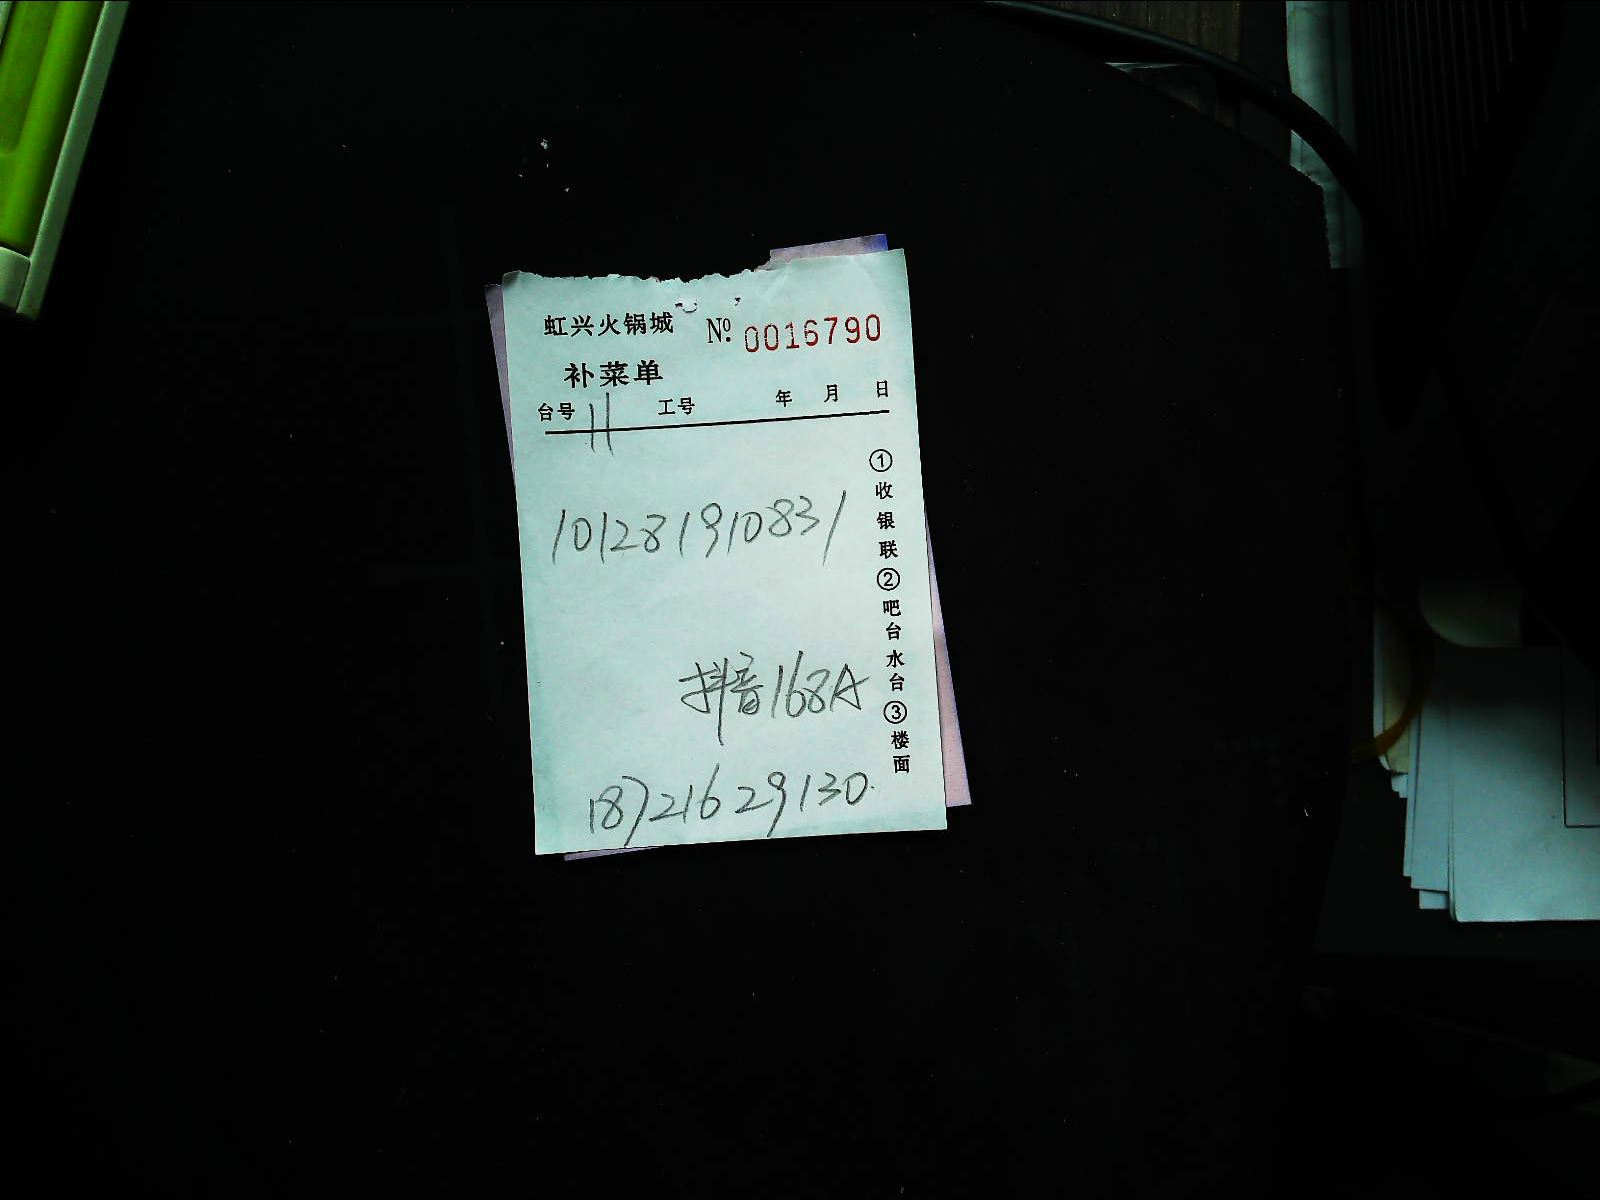 虹兴火锅城 № 0016790
补菜单
台号 11 工号 年 月 日
101281910831
抖音168A
18721629130
①收银联②吧台水台③楼面